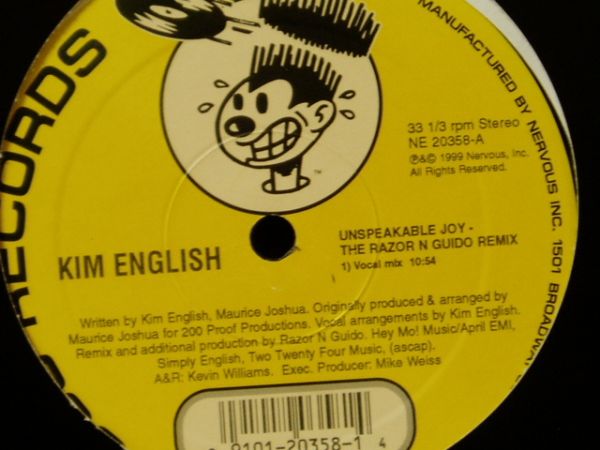 RECORDS
MANUFACTURED BY NERVOUS INC. 1501 BROADWAY
33 1/3 rpm Stereo
NE 20358-A
℗&© 1999 Nervous, Inc.
All Rights Reserved.
™
KIM ENGLISH
UNSPEAKABLE JOY -
THE RAZOR N GUIDO REMIX
1) Vocal mix 10:54
Written by Kim English, Maurice Joshua. Originally produced & arranged by
Maurice Joshua for 200 Proof Productions. Vocal arrangements by Kim English.
Remix and additional production by Razor N Guido. Hey Mo! Music/April EMI,
Simply English, Two Twenty Four Music, (ascap).
A&R: Kevin Williams. Exec. Producer: Mike Weiss
0101-20358-1 4